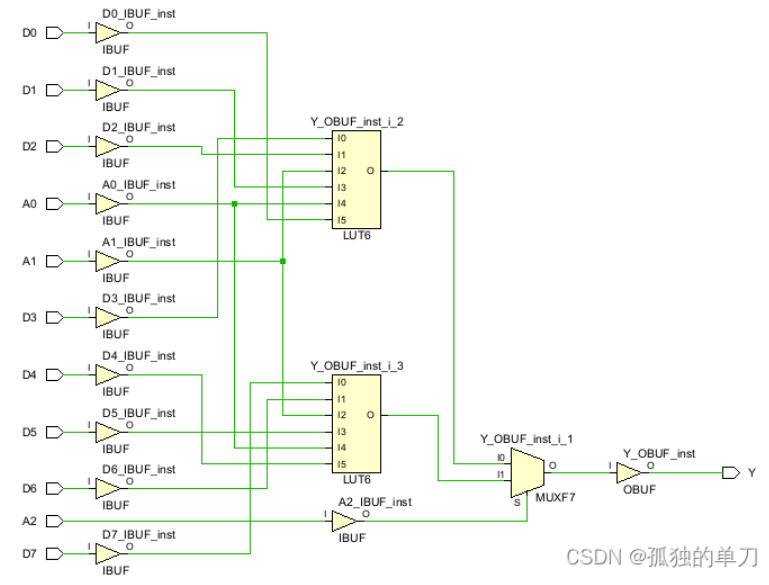 D0_IBUF_inst
D0 I O
IBUF
D1_IBUF_inst
D1 I O
IBUF
D2_IBUF_inst
D2 I O
IBUF
A0_IBUF_inst
A0 I O
IBUF
A1_IBUF_inst
A1 I O
IBUF
D3_IBUF_inst
D3 I O
IBUF
D4_IBUF_inst
D4 I O
IBUF
D5_IBUF_inst
D5 I O
IBUF
D6_IBUF_inst
D6 I O
IBUF
A2
D7_IBUF_inst
D7 I O
IBUF
Y_OBUF_inst_i_2
I0
I1
I2 O
I3
I4
I5
LUT6
Y_OBUF_inst_i_3
I0
I1
I2 O
I3
I4
I5
LUT6
A2_IBUF_inst
I O
IBUF
Y_OBUF_inst_i_1
I0 O
I1
S MUXF7
Y_OBUF_inst
I O Y
OBUF
CSDN @孤独的单刀